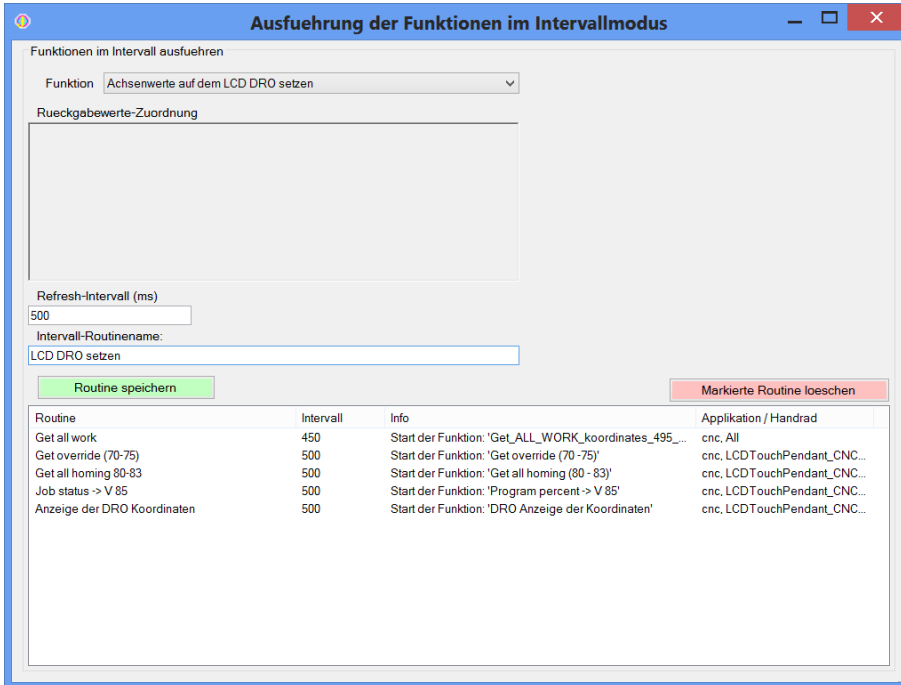 Ausfuehrung der Funktionen im Intervallmodus
Funktionen im Intervall ausfuehren
Funktion Achsenwerte auf dem LCD DRO setzen
Rueckgabewerte-Zuordnung
Refresh-Intervall (ms)
500
Intervall-Routinename:
LCD DRO setzen
Routine speichern Markierte Routine loeschen
Routine Intervall Info Applikation / Handrad
Get all work 450 Start der Funktion: 'Get_ALL_WORK_koordinates_495_... cnc, All
Get override (70-75) 500 Start der Funktion: 'Get override (70 -75)' cnc, LCDTouchPendant_CNC...
Get all homing 80-83 500 Start der Funktion: 'Get all homing (80 - 83)' cnc, LCDTouchPendant_CNC...
Job status -> V 85 500 Start der Funktion: 'Program percent -> V 85' cnc, LCDTouchPendant_CNC...
Anzeige der DRO Koordinaten 500 Start der Funktion: 'DRO Anzeige der Koordinaten' cnc, LCDTouchPendant_CNC...